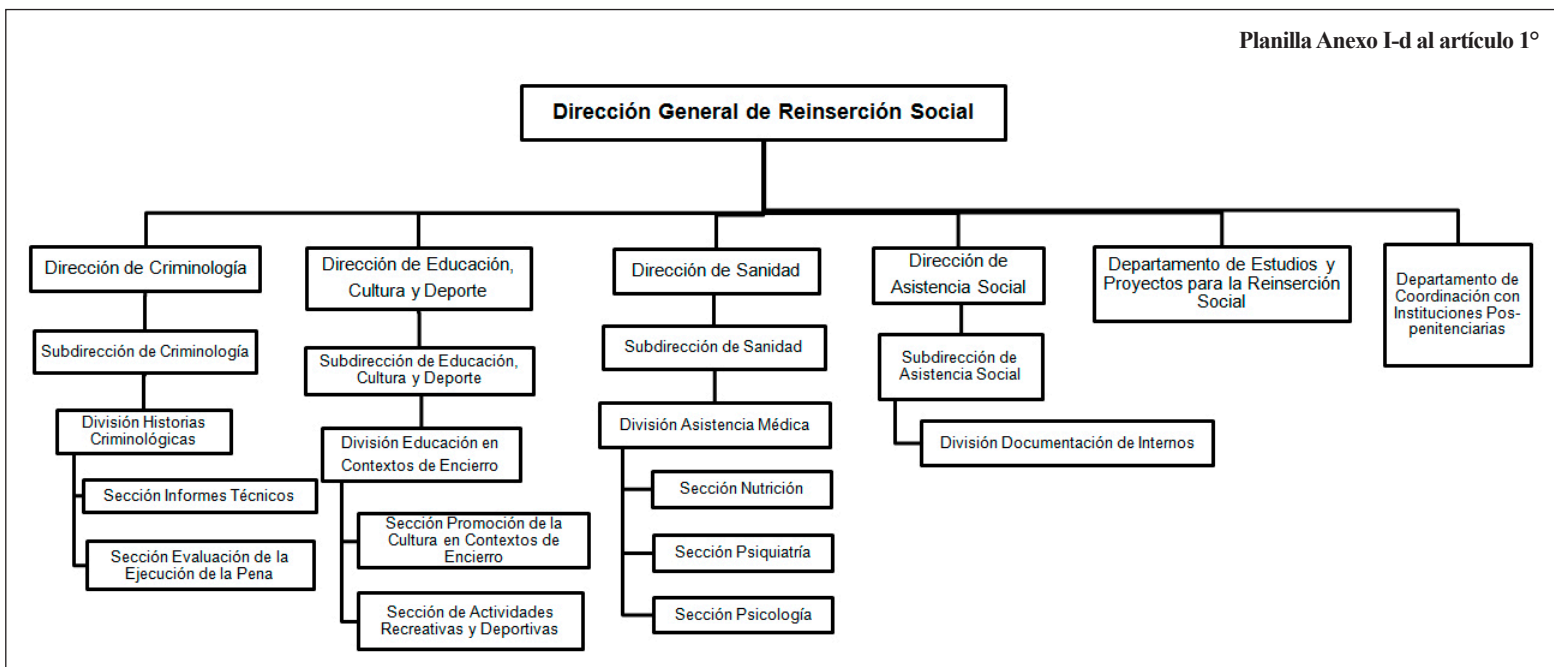 Planilla Anexo I-d al artículo 1°
Dirección General de Reinserción Social
Dirección de Criminología
Subdirección de Criminología
División Historias
Criminológicas
Sección Informes Técnicos
Sección Evaluación de la
Ejecución de la Pena
Dirección de Educación,
Cultura y Deporte
Subdirección de Educación,
Cultura y Deporte
División Educación en
Contextos de Encierro
Sección Promoción de la
Cultura en Contextos de
Encierro
Sección de Actividades
Recreativas y Deportivas
Dirección de Sanidad
Subdirección de Sanidad
División Asistencia Médica
Sección Nutrición
Sección Psiquiatría
Sección Psicología
Dirección de
Asistencia Social
Subdirección de
Asistencia Social
División Documentación de Internos
Departamento de Estudios y
Proyectos para la Reinserción
Social
Departamento de
Coordinación con
Instituciones Pos-
penitenciarias